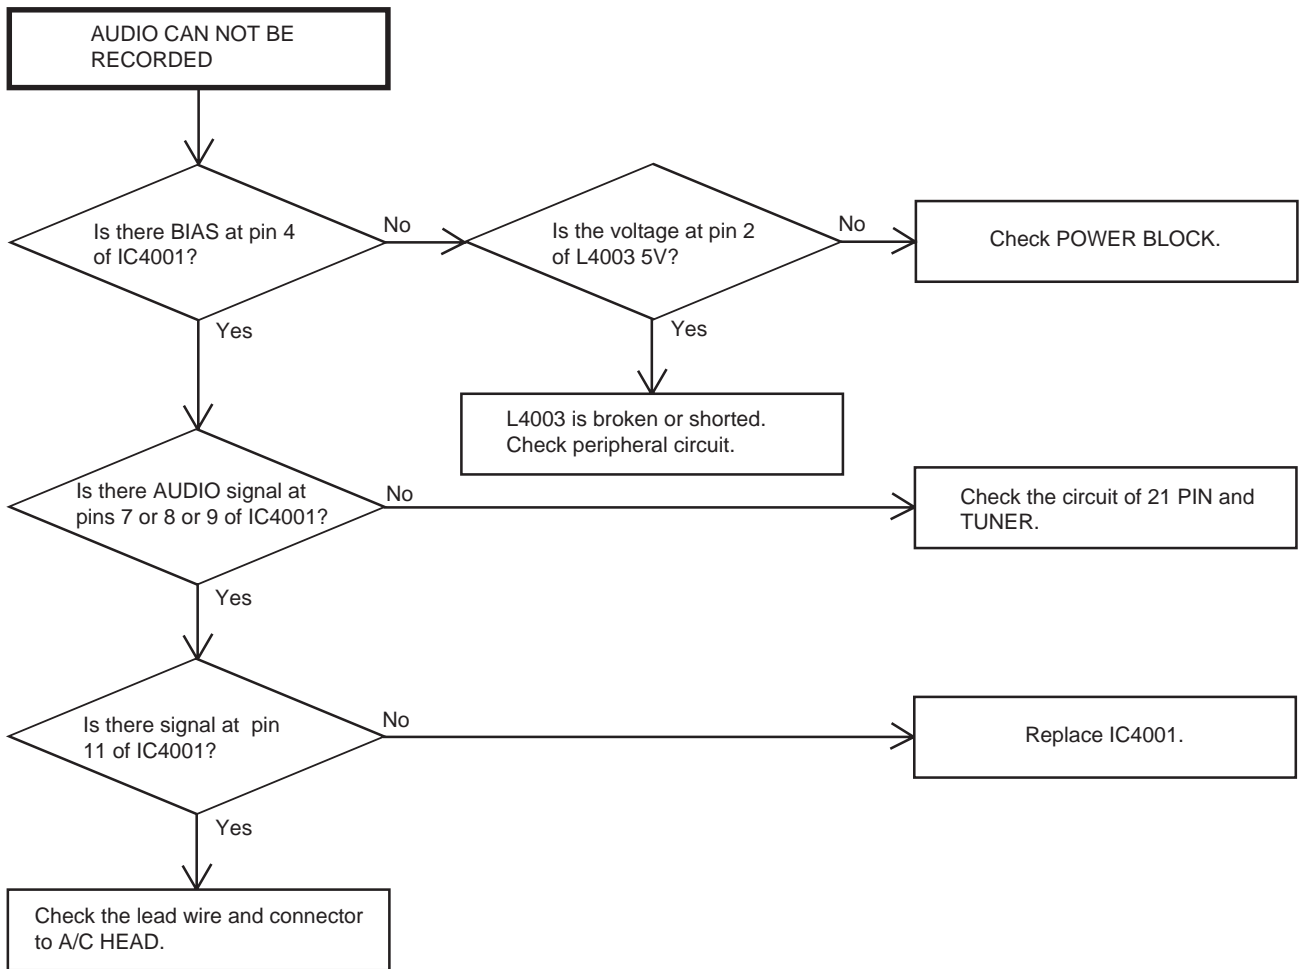 AUDIO CAN NOT BE
RECORDED
Is there BIAS at pin 4
of IC4001?
No
Is the voltage at pin 2
of L4003 5V?
No
Check POWER BLOCK.
Yes
Yes
L4003 is broken or shorted.
Check peripheral circuit.
Is there AUDIO signal at
pins 7 or 8 or 9 of IC4001?
No
Check the circuit of 21 PIN and
TUNER.
Yes
Is there signal at pin
11 of IC4001?
No
Replace IC4001.
Yes
Check the lead wire and connector
to A/C HEAD.